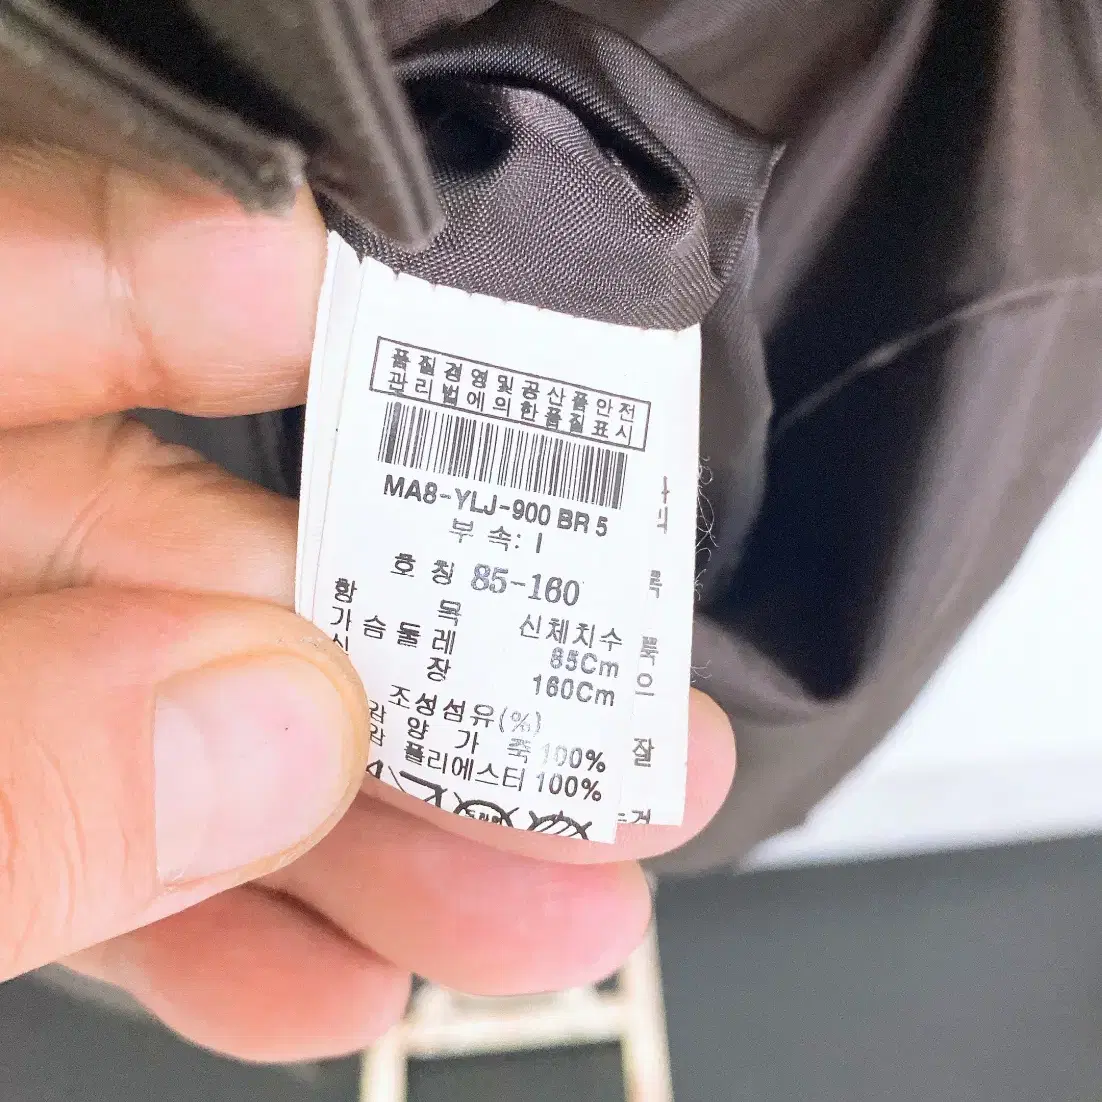 품질경영및공산품안전
관리법에의한품질표시
MA8-YLJ-900 BR 5
부 속: I
호 칭 85-160
항 목 신체치수
가슴둘레 85Cm
장 160Cm
조성섬유(%)
양 가 죽 100%
폴리에스터 100%
잘